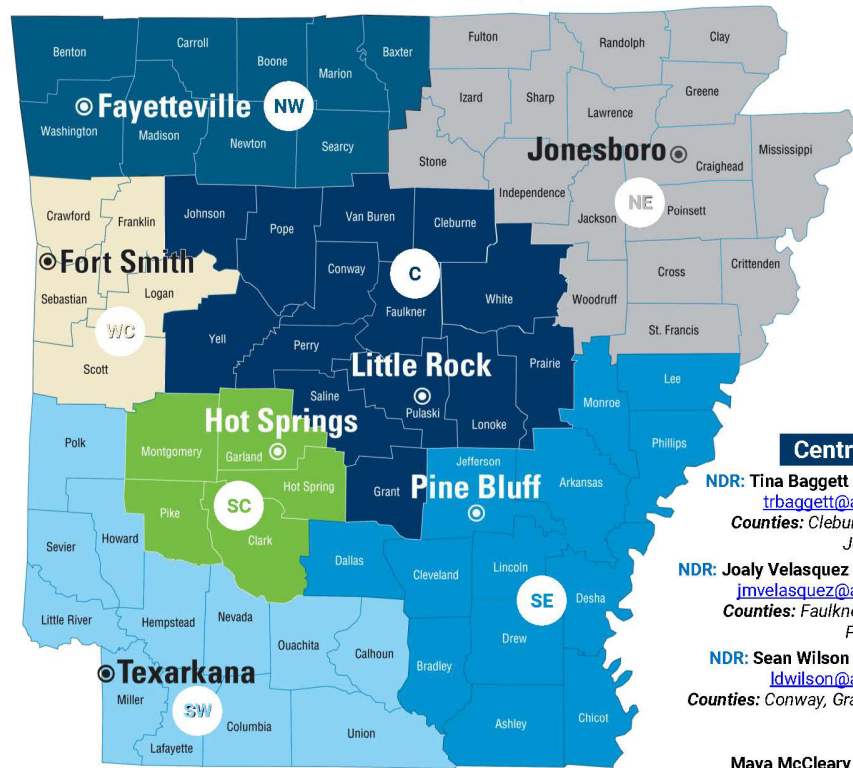 Benton
Carroll
Boone
Marion
Baxter
Fulton
Randolph
Clay
Fayetteville
NW
Izard
Sharp
Lawrence
Greene
Washington
Madison
Newton
Searcy
Stone
Jonesboro
Craighead
Mississippi
Independence
Jackson
NE
Poinsett
Crawford
Franklin
Johnson
Pope
Van Buren
Cleburne
Fort Smith
Conway
C
Cross
Crittenden
Sebastian
Logan
Faulkner
White
Woodruff
WC
Yell
Perry
St. Francis
Scott
Little Rock
Prairie
Saline
Pulaski
Lonoke
Monroe
Lee
Hot Springs
Polk
Montgomery
Garland
Jefferson
Phillips
Hot Spring
Grant
Pine Bluff
Arkansas
Pike
SC
Clark
Sevier
Howard
Dallas
Cleveland
Lincoln
SE
Desha
Little River
Hempstead
Nevada
Ouachita
Calhoun
Drew
Texarkana
Bradley
Miller
SW
Columbia
Union
Ashley
Chicot
Lafayette
Centr
NDR: Tina Baggett
trbaggett@a
Counties: Clebur
J
NDR: Joaly Velasquez
jmvelasquez@a
Counties: Faulkne
F
NDR: Sean Wilson
ldwilson@a
Counties: Conway, Gra
Maya McCleary